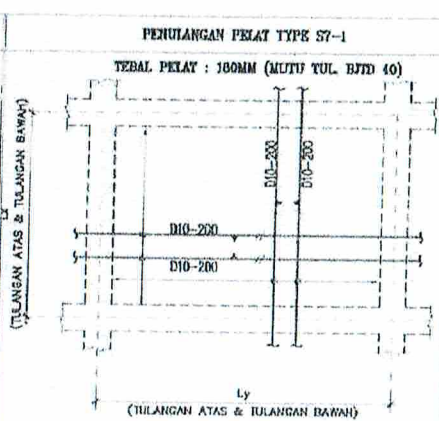 PENULANGAN PELAT TYPE S7-1
TEBAL PELAT : 180MM (MUTU TUL. BJTD 40)
D10-200
D10-200
D10-200
D10-200
Lx
(TULANGAN ATAS & TULANGAN BAWAH)
Ly
(TULANGAN ATAS & TULANGAN BAWAH)